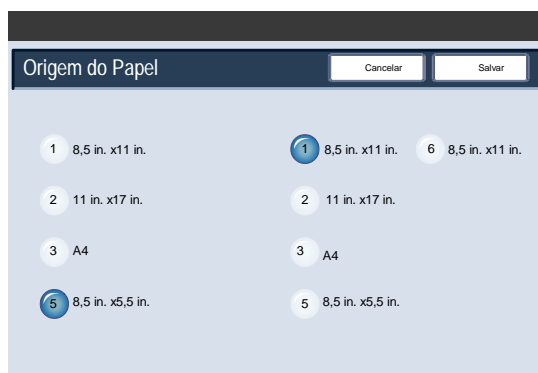 Origem do Papel Cancelar Salvar
1 8,5 in. x11 in. 1 8,5 in. x11 in. 6 8,5 in. x11 in.
2 11 in. x17 in. 2 11 in. x17 in.
3 A4 3 A4
5 8,5 in. x5,5 in. 5 8,5 in. x5,5 in.